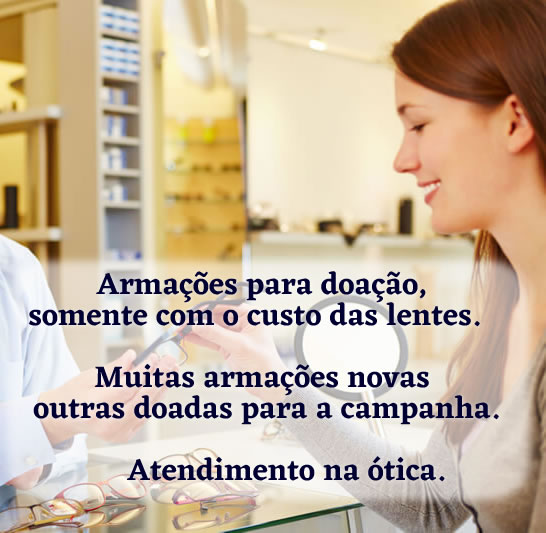 Armações para doação,
somente com o custo das lentes.
Muitas armações novas
outras doadas para a campanha.
Atendimento na ótica.